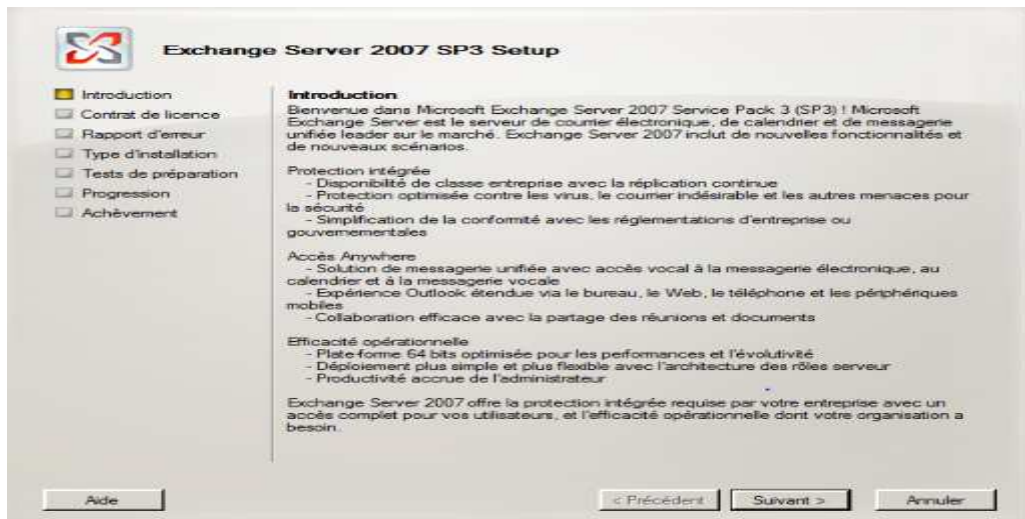 Exchange Server 2007 SP3 Setup
Introduction
Contrat de licence
Rapport d'erreur
Type d'installation
Tests de préparation
Progression
Achèvement
Introduction
Bienvenue dans Microsoft Exchange Server 2007 Service Pack 3 (SP3) ! Microsoft
Exchange Server est le serveur de courrier électronique, de calendrier et de messagerie
unifiée leader sur le marché. Exchange Server 2007 inclut de nouvelles fonctionnalités et
de nouveaux scénarios.
Protection intégrée
- Disponibilité de classe entreprise avec la réplication continue
- Protection optimisée contre les virus, le courrier indésirable et les autres menaces pour
la sécurité
- Simplification de la conformité avec les réglementations d'entreprise ou
gouvernementales
Accès Anywhere
- Solution de messagerie unifiée avec accès vocal à la messagerie électronique, au
calendrier et à la messagerie vocale
- Expérience Outlook étendue via le bureau, le Web, le téléphone et les périphériques
mobiles
- Collaboration efficace avec la partage des réunions et documents
Efficacité opérationnelle
- Plate-forme 64 bits optimisée pour les performances et l'évolutivité
- Déploiement plus simple et plus flexible avec l'architecture des rôles serveur
- Productivité accrue de l'administrateur
Exchange Server 2007 offre la protection intégrée requise par votre entreprise avec un
accès complet pour vos utilisateurs, et l'efficacité opérationnelle dont votre organisation a
besoin.
Aide
< Précédent
Suivant >
Annuler